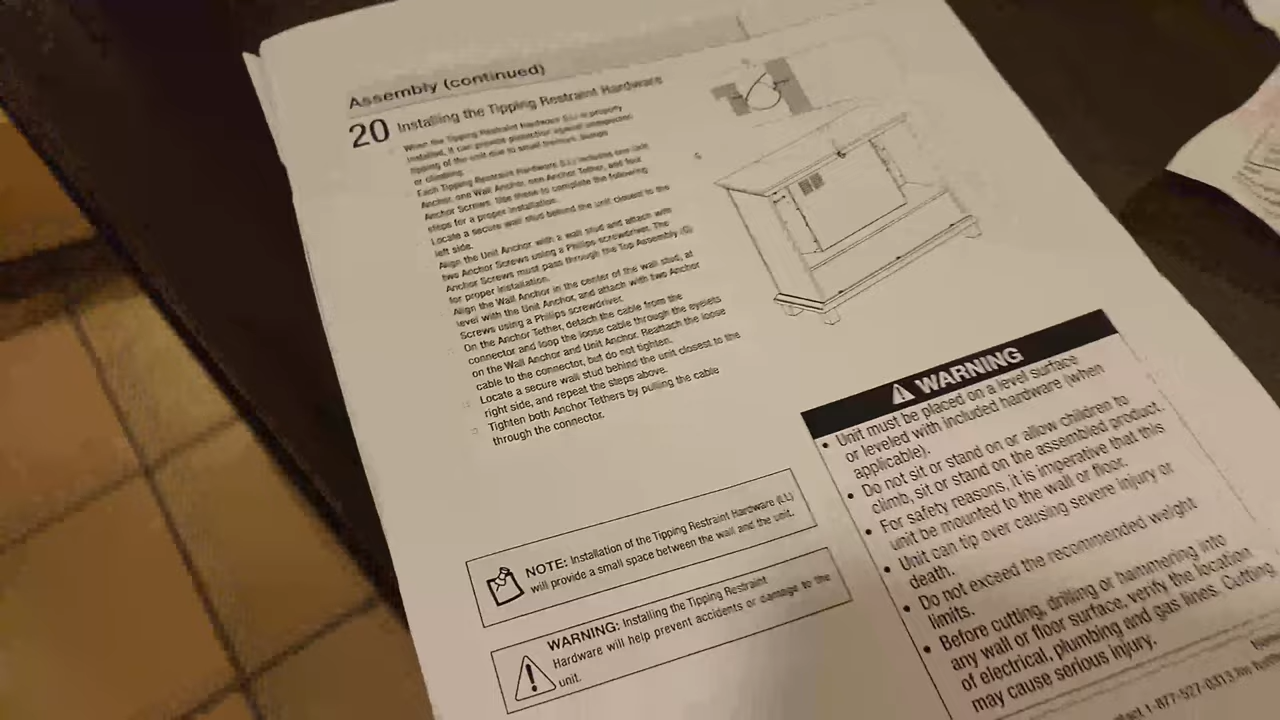 Assembly (continued)
20 Installing the Tipping Restraint Hardware
When the Tipping Restraint Hardware (LL) is properly
installed, it can provide protection against unexpected
tipping of the unit due to small tremors, bumps
or climbing.
Each Tipping Restraint Hardware (LL) includes one Unit
Anchor, one Wall Anchor, one Anchor Tether, and four
Anchor Screws. Use these to complete the following
steps for a proper installation.
Locate a secure wall stud behind the unit closest to the
left side.
Align the Unit Anchor with a wall stud and attach with
two Anchor Screws using a Philips screwdriver. The
Anchor Screws must pass through the Top Assembly (G)
for proper installation.
Align the Wall Anchor in the center of the wall stud, at
level with the Unit Anchor, and attach with two Anchor
Screws using a Philips screwdriver.
On the Anchor Tether, detach the cable from the
connector and loop the loose cable through the eyelets
on the Wall Anchor and Unit Anchor. Reattach the loose
cable to the connector, but do not tighten.
Locate a secure wall stud behind the unit closest to the
right side, and repeat the steps above.
Tighten both Anchor Tethers by pulling the cable
through the connector.
NOTE: Installation of the Tipping Restraint Hardware (LL)
will provide a small space between the wall and the unit.
WARNING: Installing the Tipping Restraint
Hardware will help prevent accidents or damage to the
unit.
WARNING
• Unit must be placed on a level surface
or leveled with included hardware (when
applicable).
• Do not sit or stand on or allow children to
climb, sit or stand on the assembled product.
• For safety reasons, it is imperative that this
unit be mounted to the wall or floor.
• Unit can tip over causing severe injury or
death.
• Do not exceed the recommended weight
limits.
• Before cutting, drilling or hammering into
any wall or floor surface, verify the location
of electrical, plumbing and gas lines. Cutting
may cause serious injury.
1-877-527-0313